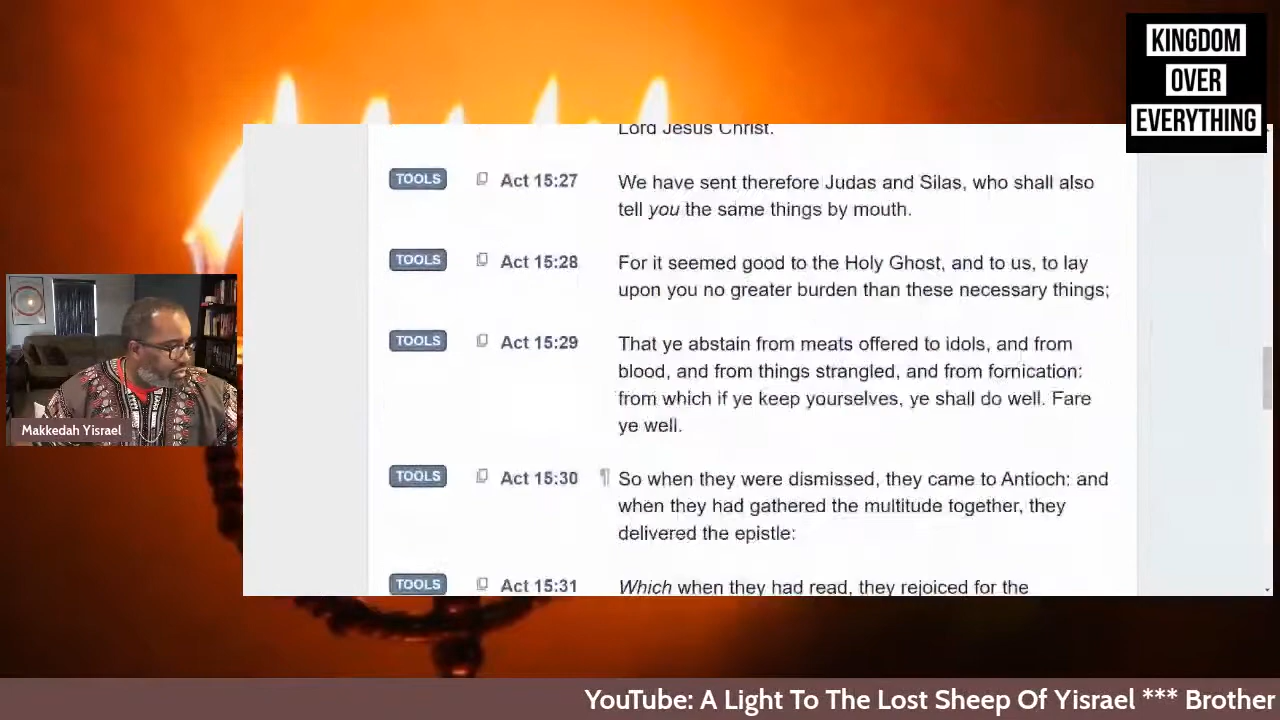 KINGDOM
OVER
EVERYTHING
Lord Jesus Christ.
TOOLS Act 15:27 We have sent therefore Judas and Silas, who shall also
tell you the same things by mouth.
TOOLS Act 15:28 For it seemed good to the Holy Ghost, and to us, to lay
upon you no greater burden than these necessary things;
TOOLS Act 15:29 That ye abstain from meats offered to idols, and from
blood, and from things strangled, and from fornication:
from which if ye keep yourselves, ye shall do well. Fare
ye well.
TOOLS Act 15:30 ¶ So when they were dismissed, they came to Antioch: and
when they had gathered the multitude together, they
delivered the epistle:
TOOLS Act 15:31 Which when they had read, they rejoiced for the
Makkedah Yisrael
YouTube: A Light To The Lost Sheep Of Yisrael *** Brother